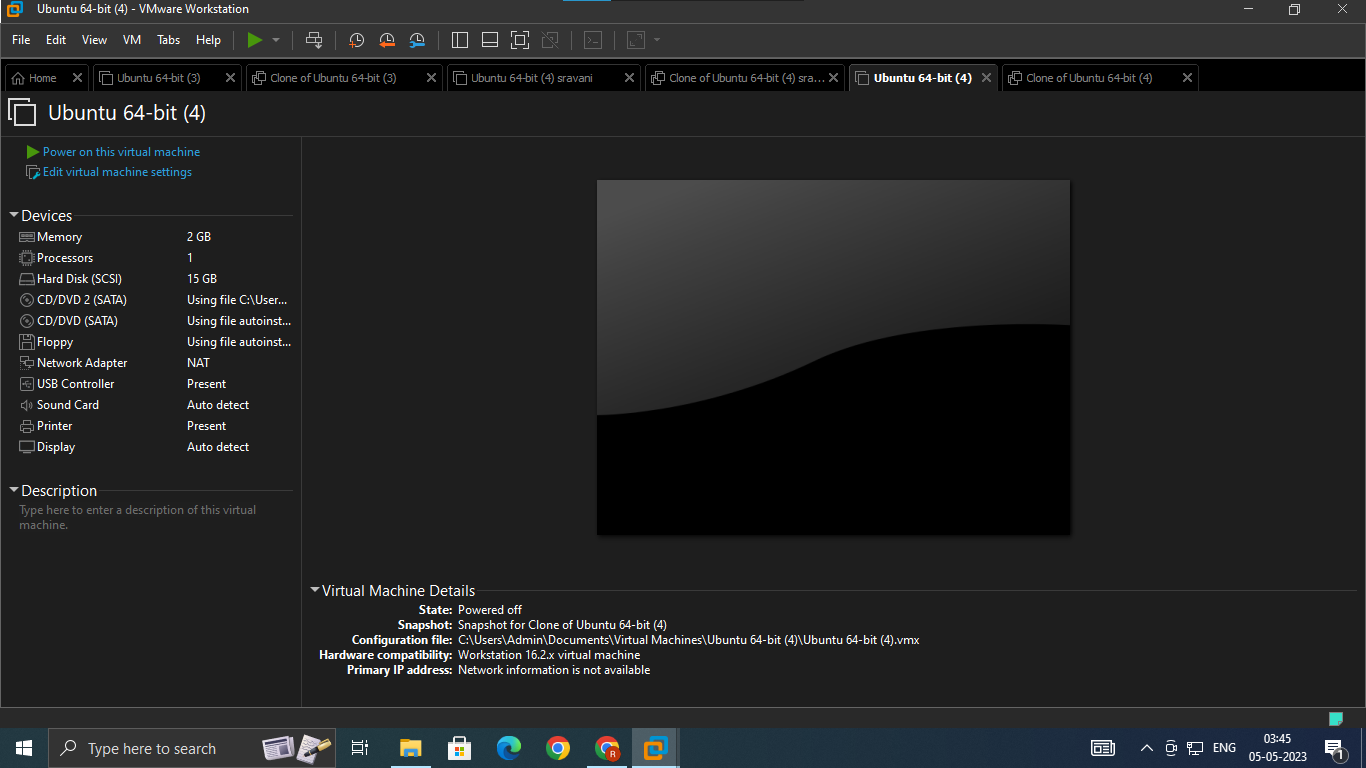 Ubuntu 64-bit (4) - VMware Workstation
File Edit View VM Tabs Help
Home Ubuntu 64-bit (3) Clone of Ubuntu 64-bit (3) Ubuntu 64-bit (4) sravani Clone of Ubuntu 64-bit (4) sra... Ubuntu 64-bit (4) Clone of Ubuntu 64-bit (4)
Ubuntu 64-bit (4)
Power on this virtual machine
Edit virtual machine settings
Devices
Memory 2 GB
Processors 1
Hard Disk (SCSI) 15 GB
CD/DVD 2 (SATA) Using file C:\User...
CD/DVD (SATA) Using file autoinst...
Floppy Using file autoinst...
Network Adapter NAT
USB Controller Present
Sound Card Auto detect
Printer Present
Display Auto detect
Description
Type here to enter a description of this virtual
machine.
Virtual Machine Details
State: Powered off
Snapshot: Snapshot for Clone of Ubuntu 64-bit (4)
Configuration file: C:\Users\Admin\Documents\Virtual Machines\Ubuntu 64-bit (4)\Ubuntu 64-bit (4).vmx
Hardware compatibility: Workstation 16.2.x virtual machine
Primary IP address: Network information is not available
Type here to search
R
ENG
03:45
05-05-2023
1